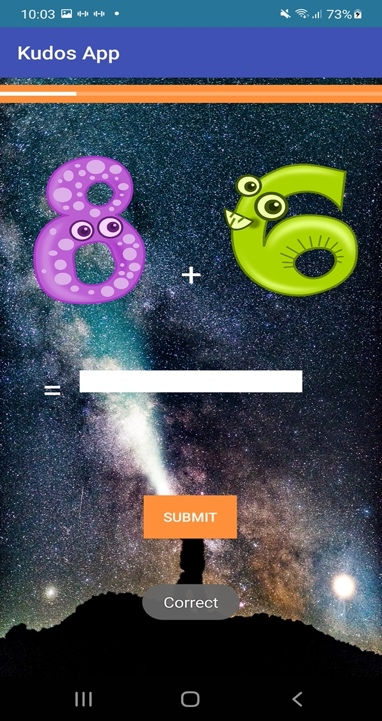 10:03 73%
Kudos App
8 + 6
=
SUBMIT
Correct